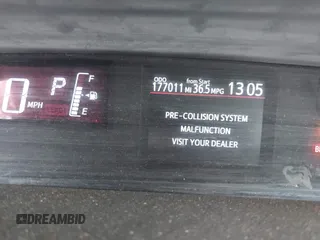 ODO from Start
177011 MI 36.5 MPG 13:05
P F
0 MPH
E
PRE-COLLISION SYSTEM
MALFUNCTION
VISIT YOUR DEALER
DREAMBID